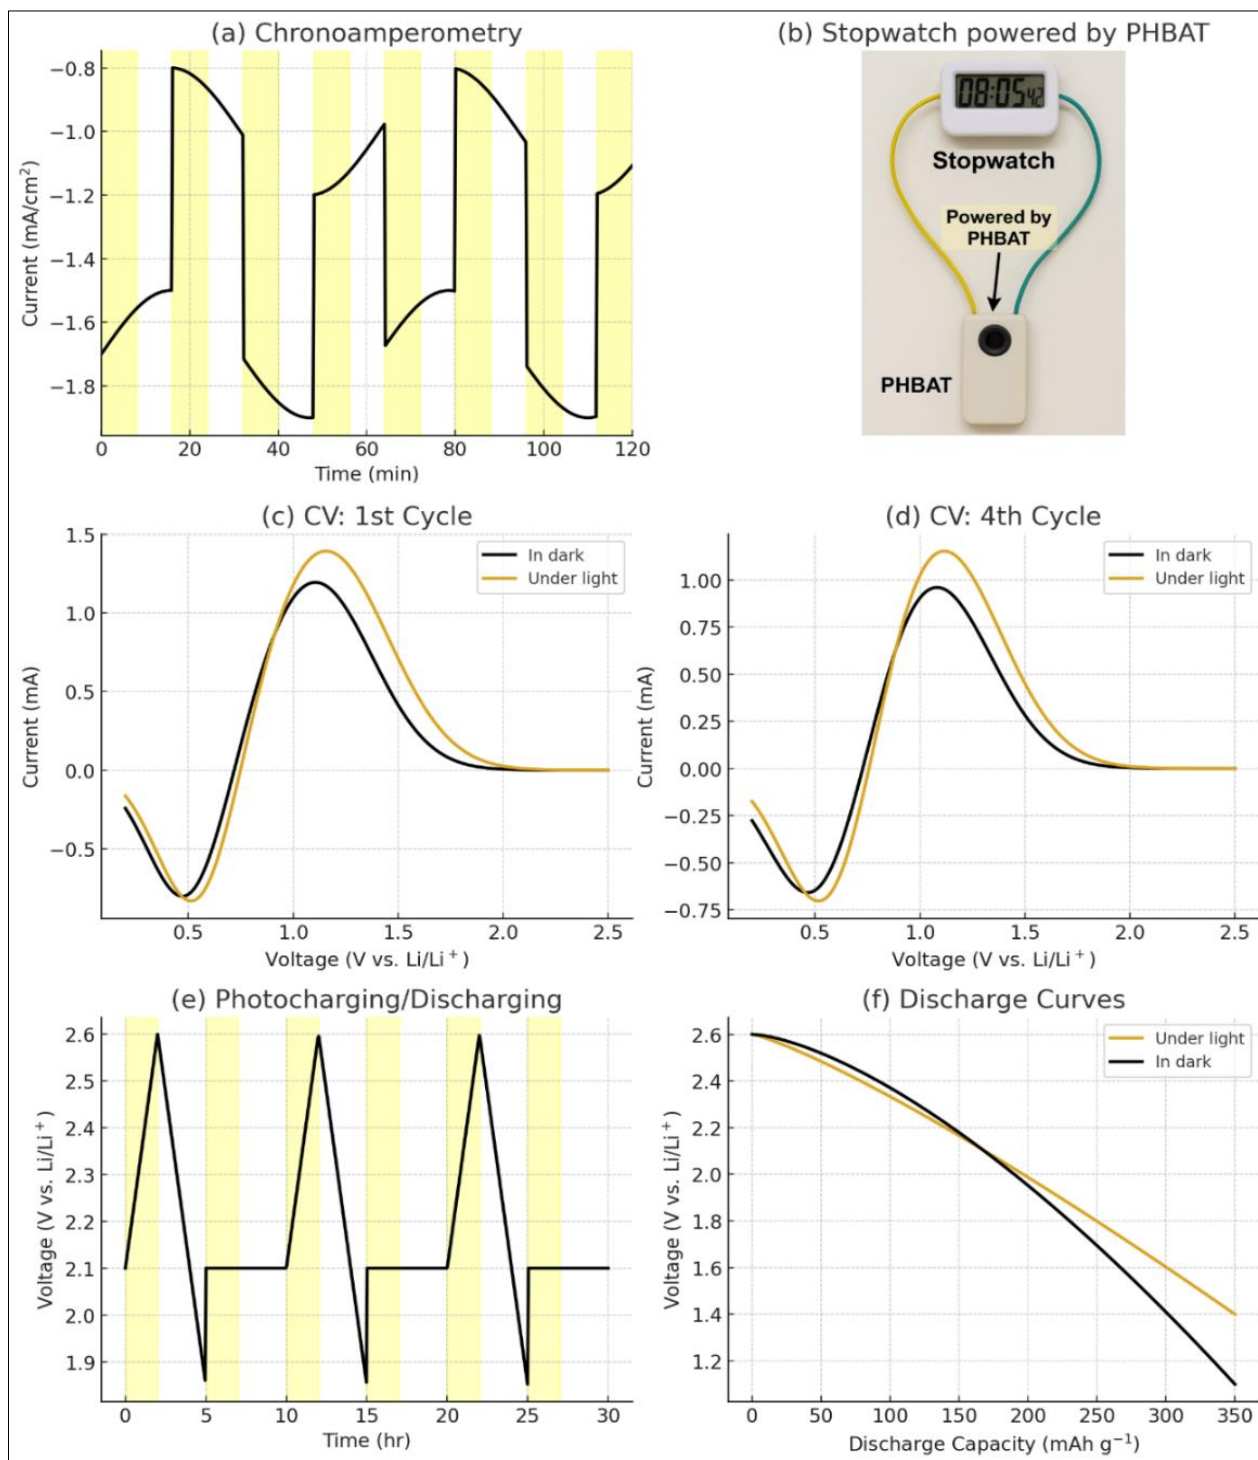 (a) Chronoamperometry
Current (mA/cm²)
−0.8
−1.0
−1.2
−1.4
−1.6
−1.8
0
20
40
60
80
100
120
Time (min)
(b) Stopwatch powered by PHBAT
08:05 42
Stopwatch
Powered by
PHBAT
PHBAT
(c) CV: 1st Cycle
In dark
Under light
Current (mA)
1.5
1.0
0.5
0.0
−0.5
0.5
1.0
1.5
2.0
2.5
Voltage (V vs. Li/Li⁺)
(d) CV: 4th Cycle
In dark
Under light
Current (mA)
1.00
0.75
0.50
0.25
0.00
−0.25
−0.50
−0.75
0.5
1.0
1.5
2.0
2.5
Voltage (V vs. Li/Li⁺)
(e) Photocharging/Discharging
Voltage (V vs. Li/Li⁺)
2.6
2.5
2.4
2.3
2.2
2.1
2.0
1.9
0
5
10
15
20
25
30
Time (hr)
(f) Discharge Curves
Under light
In dark
Voltage (V vs. Li/Li⁺)
2.6
2.4
2.2
2.0
1.8
1.6
1.4
1.2
0
50
100
150
200
250
300
350
Discharge Capacity (mAh g⁻¹)